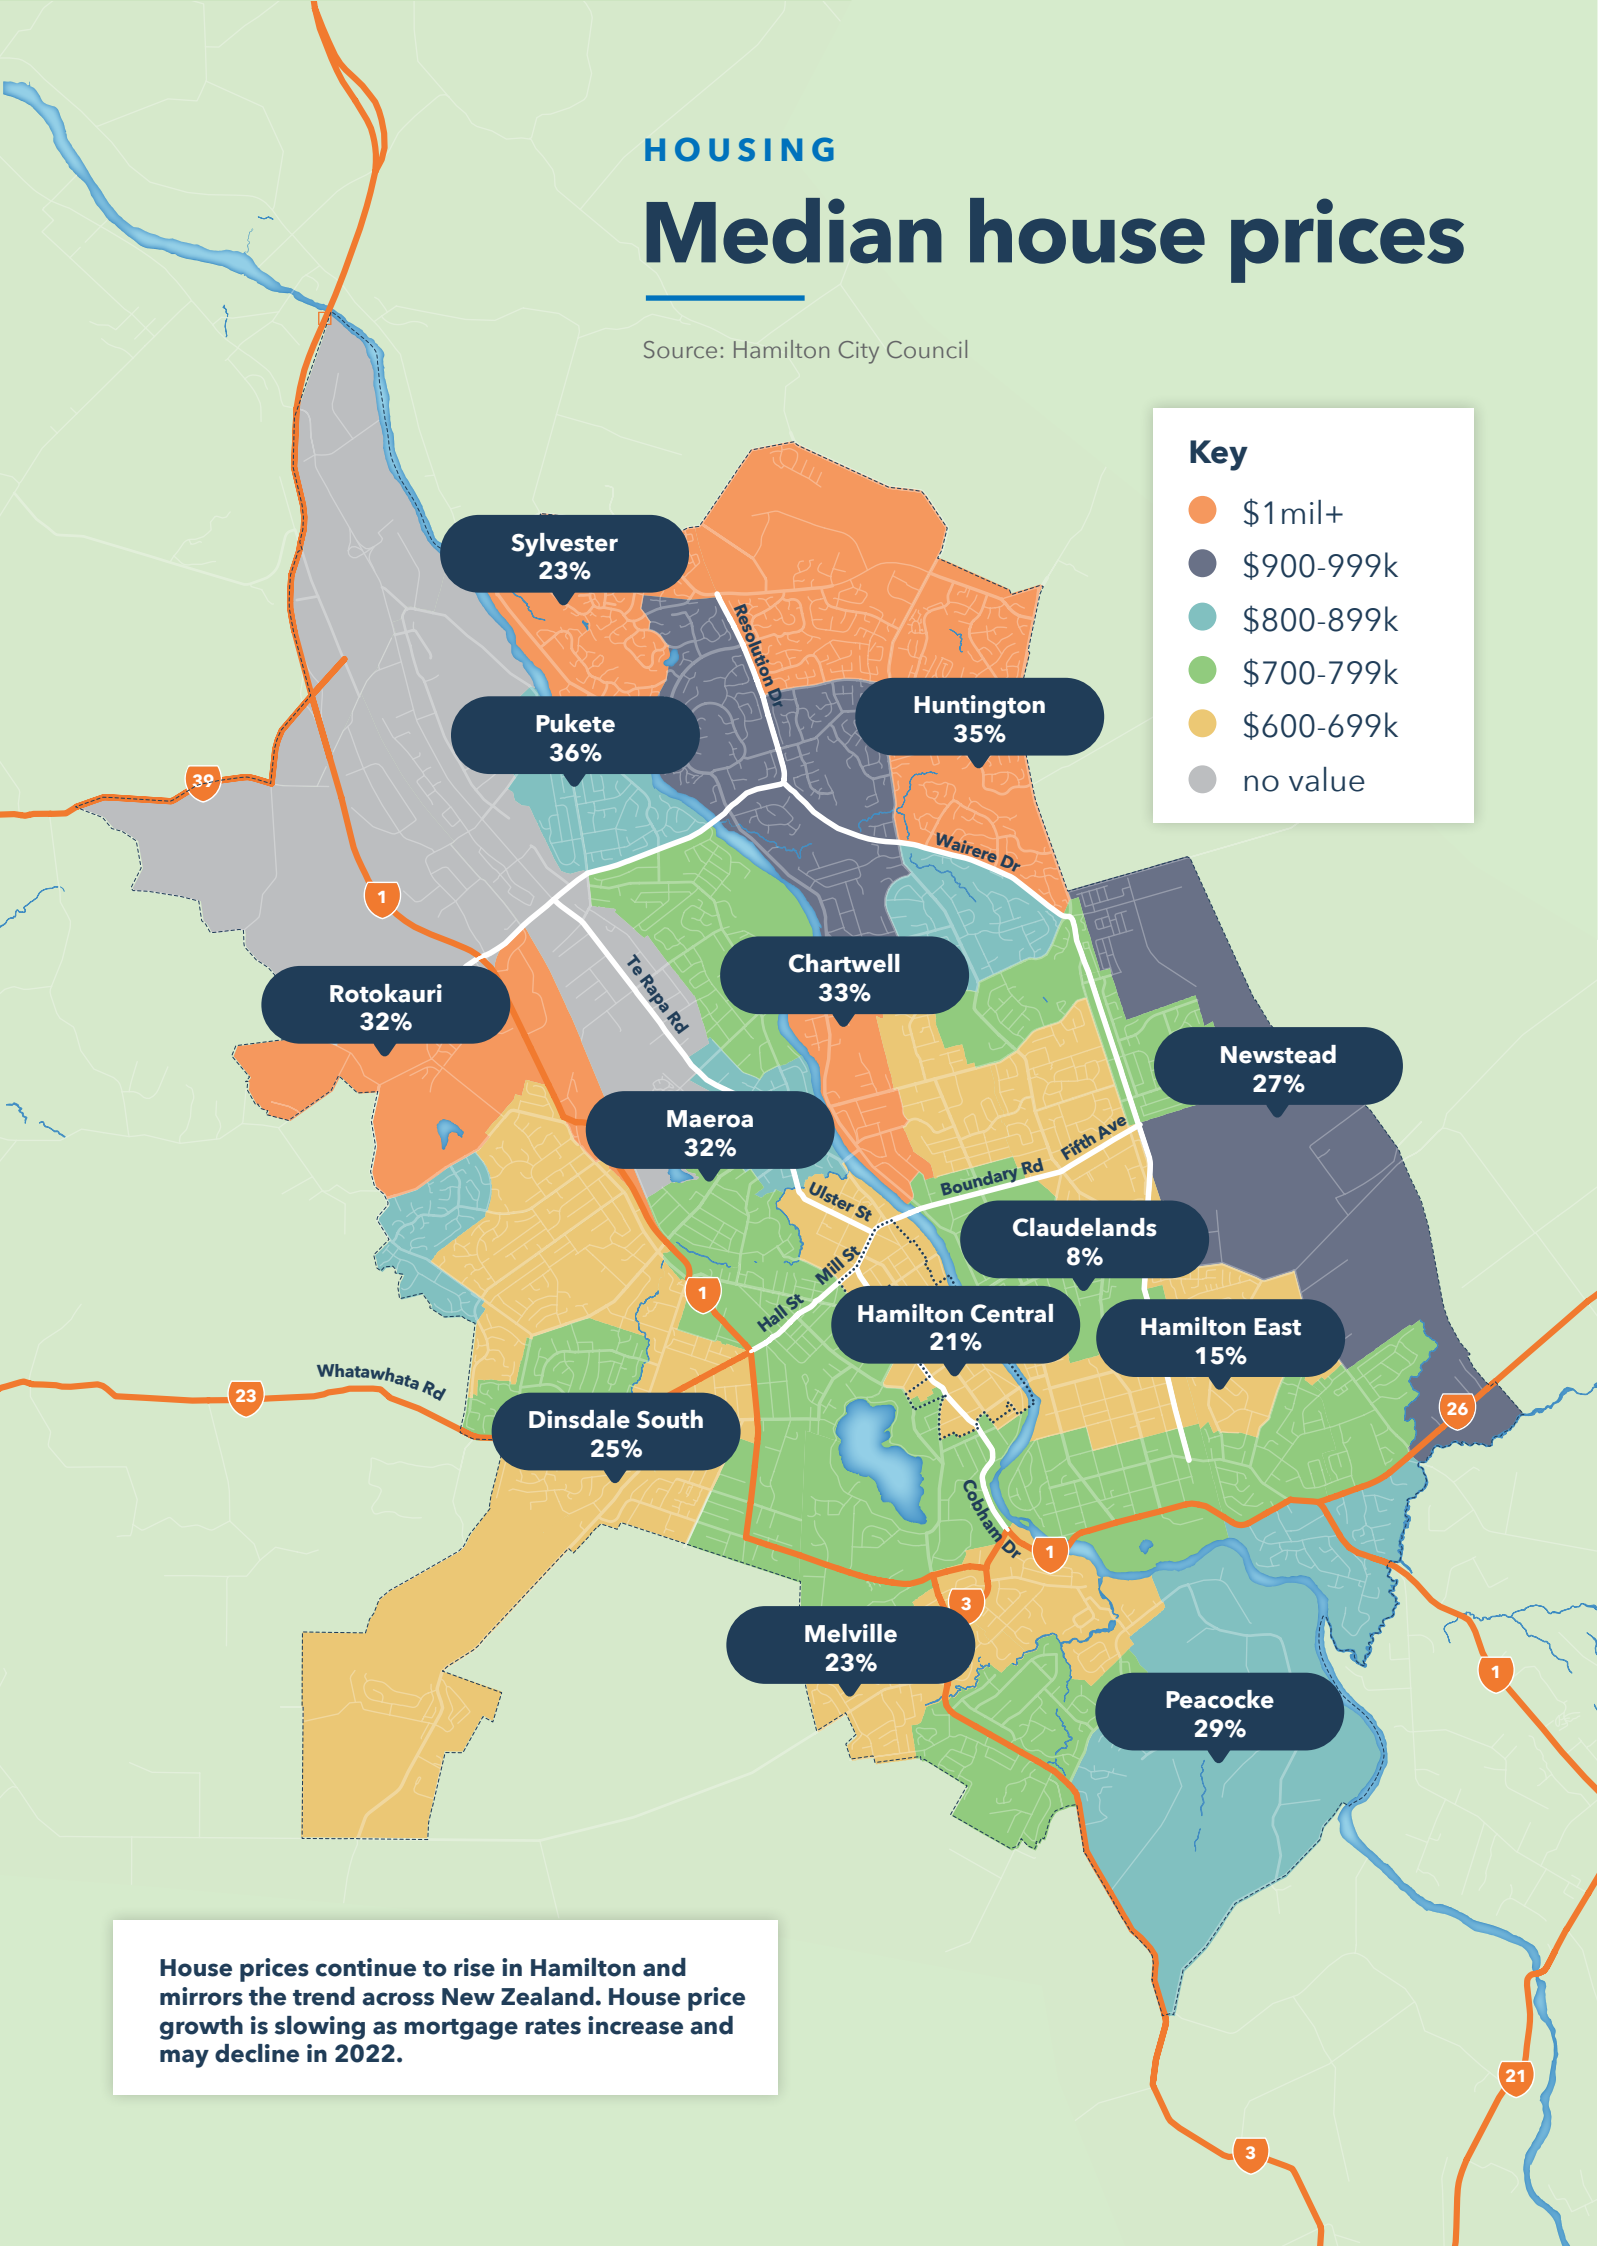 HOUSING
Median house prices
Source: Hamilton City Council
Key
$1mil+
$900-999k
$800-899k
$700-799k
$600-699k
no value
Sylvester
23%
Resolution Dr
Pukete
36%
Huntington
35%
39
Wairere Dr
1
Chartwell
33%
Te Rapa Rd
Rotokauri
32%
Newstead
27%
Maeroa
32%
Fifth Ave
Boundary Rd
Ulster St
Claudelands
8%
Mill St
1
Hall St
Hamilton Central
21%
Hamilton East
15%
Whatawhata Rd
23
26
Dinsdale South
25%
Cobham Dr
1
3
Melville
23%
1
Peacocke
29%
House prices continue to rise in Hamilton and
mirrors the trend across New Zealand. House price
growth is slowing as mortgage rates increase and
may decline in 2022.
21
3